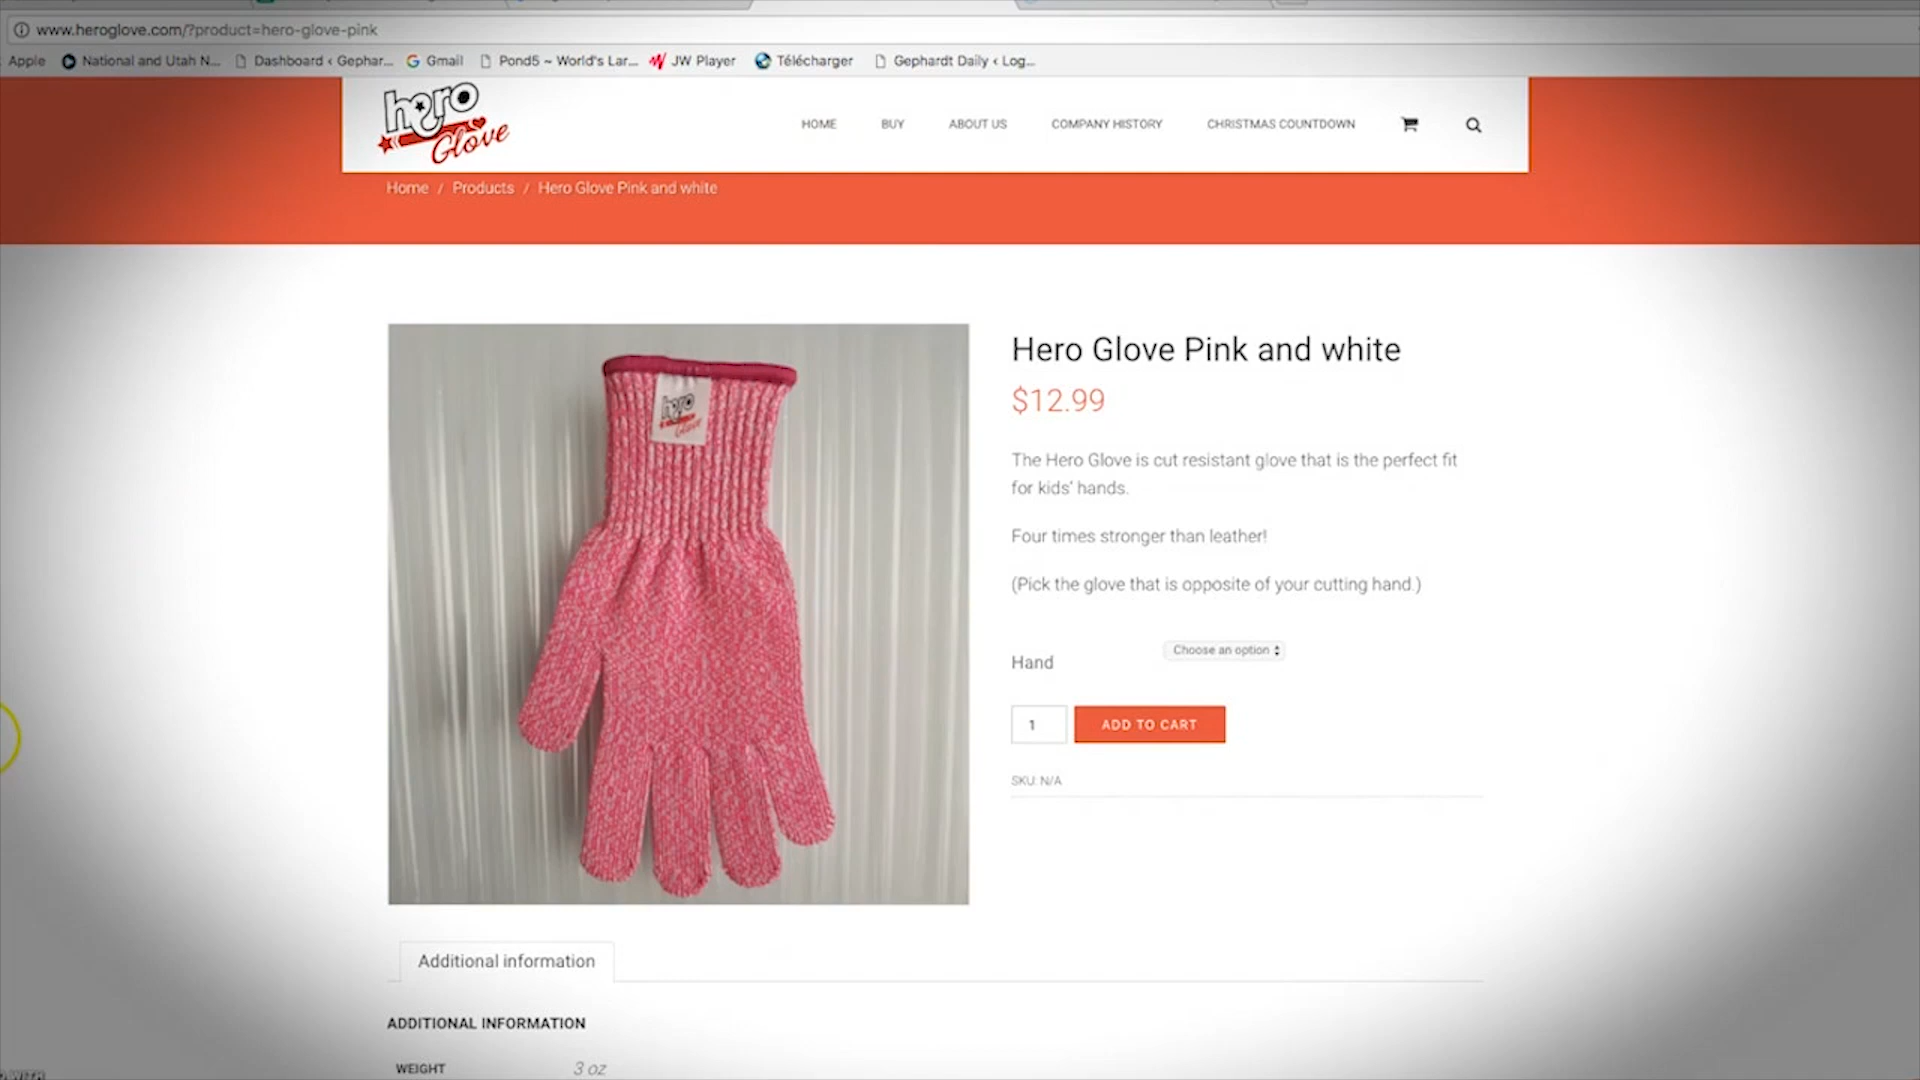 www.heroglove.com/?product=hero-glove-pink
Apple National and Utah N... Dashboard ‹ Gephar... Gmail Pond5 ~ World's Lar... JW Player Télécharger Gephardt Daily ‹ Log...
hero
Glove
HOME BUY ABOUT US COMPANY HISTORY CHRISTMAS COUNTDOWN
Home / Products / Hero Glove Pink and white
hero
Glove
Hero Glove Pink and white
$12.99
The Hero Glove is cut resistant glove that is the perfect fit
for kids' hands.
Four times stronger than leather!
(Pick the glove that is opposite of your cutting hand.)
Hand Choose an option
1 ADD TO CART
SKU: N/A
Additional information
ADDITIONAL INFORMATION
WEIGHT 3 oz